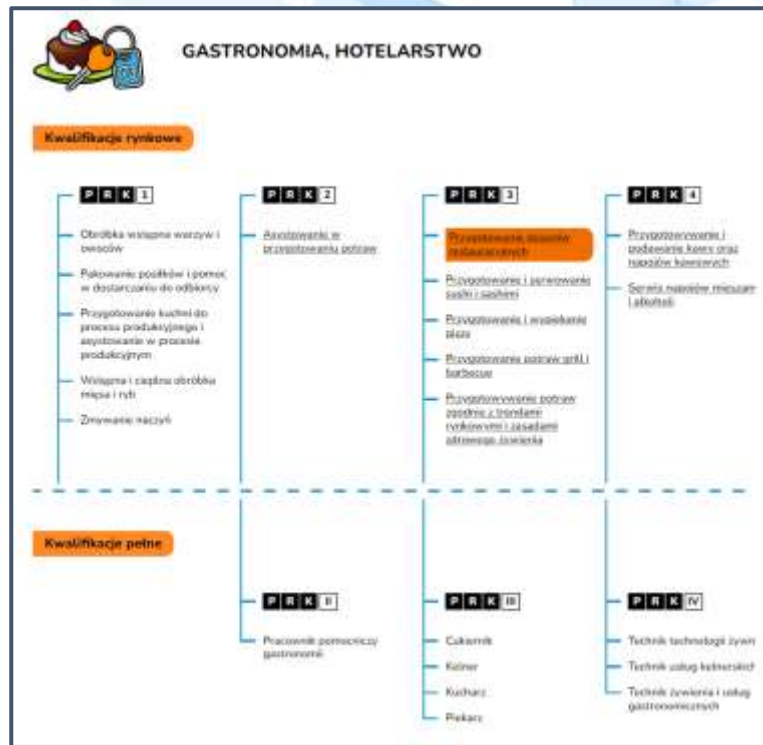 GASTRONOMIA, HOTELARSTWO
Kwalifikacje rynkowe
PRK 1
Obróbka wstępna warzyw i
owoców
Pakowanie posiłków i pomoc
w dostarczaniu do odbiorcy
Przygotowanie kuchni do
procesu produkcyjnego i
asystowanie w procesie
produkcyjnym
Wstępna i cieplna obróbka
mięsa i ryb
Zmywanie naczyń
PRK 2
Asystowanie w
przygotowaniu potraw
PRK 3
Przygotowanie deserów
restauracyjnych
Przygotowanie i serwowanie
sushi i sashimi
Przygotowanie i wypiekanie
pizzy
Przygotowanie potraw grill i
barbecue
Przygotowywanie potraw
zgodnie z trendami
rynkowymi i zasadami
zdrowego żywienia
PRK 4
Przygotowywanie i
podawanie kawy oraz
napojów kawowych
Serwis napojów mieszan
i alkoholi
Kwalifikacje pełne
PRK II
Pracownik pomocniczy
gastronomii
PRK III
Cukiernik
Kelner
Kucharz
Piekarz
PRK IV
Technik technologii żywn
Technik usług kelnerskich
Technik żywienia i usług
gastronomicznych